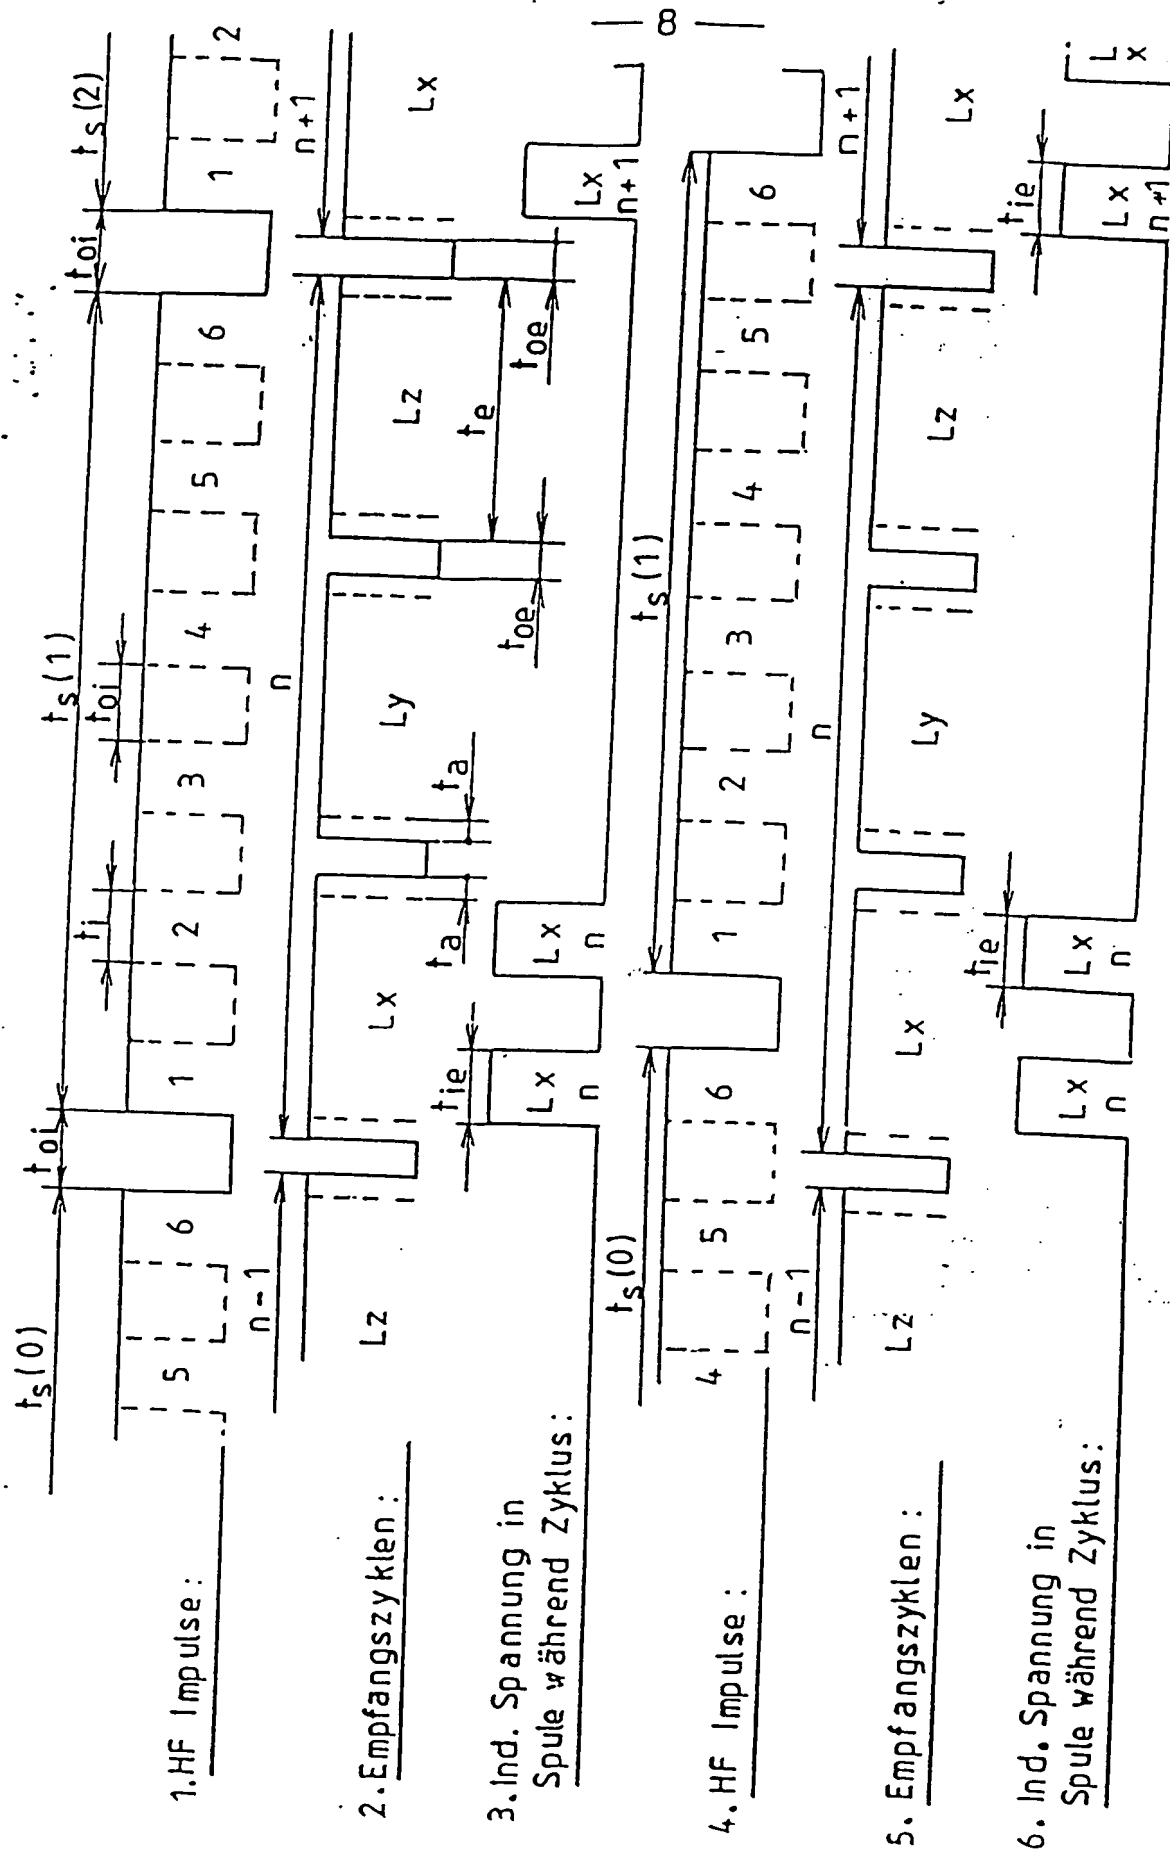 — 8 —
1. HF Impulse :
ts(0) toi ts(1) toi ts(2)
ti toi
5 6 1 2 3 4 5 6 1 2
2. Empfangszyklen :
n-1 n n+1
Lz Lx Ly Lz Lx
ta ta toe te toe
3. Ind. Spannung in
Spule während Zyklus :
tie
Lx n Lx n Lx n+1
4. HF Impulse :
ts(0) ts(1)
4 5 6 1 2 3 4 5 6
5. Empfangszyklen :
n-1 n n+1
Lz Lx Ly Lz Lx
6. Ind. Spannung in
Spule während Zyklus :
tie tie
Lx n Lx n Lx n+1 Lx